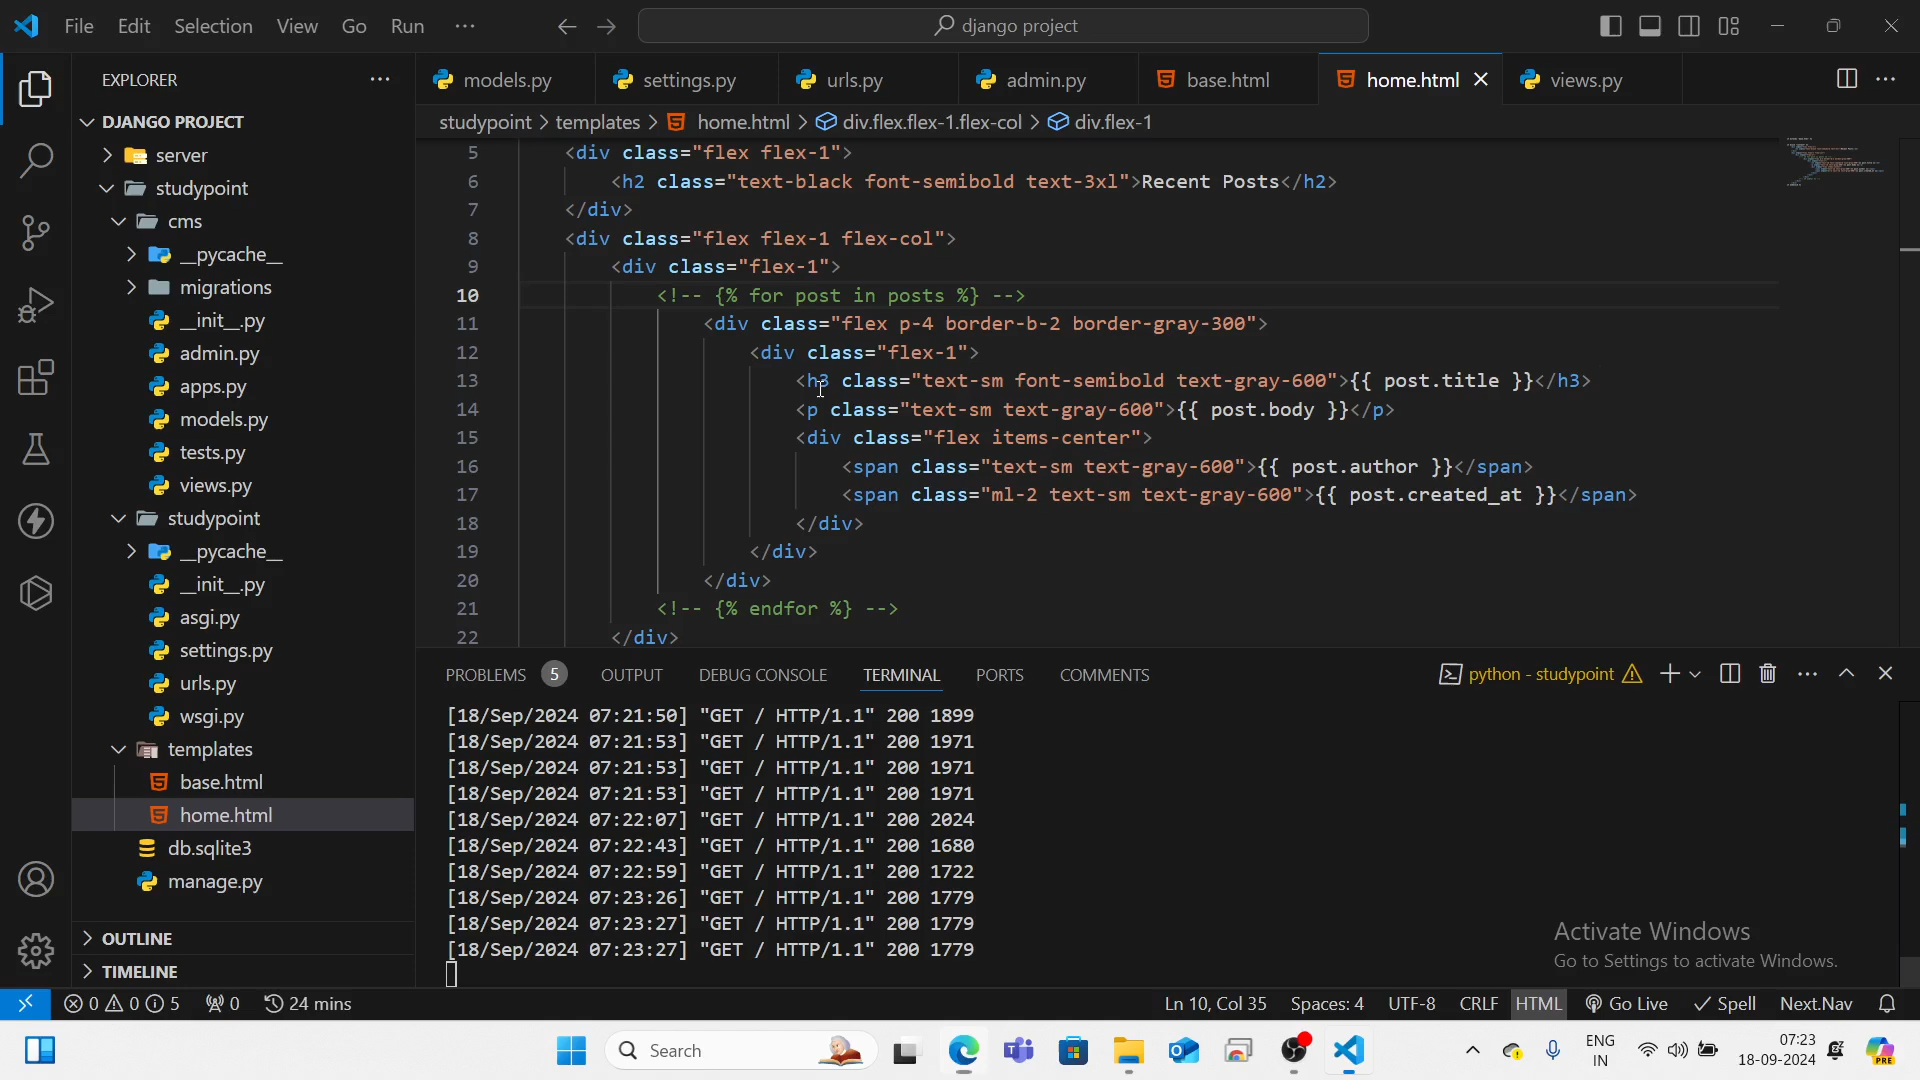 File Edit Selection View Go Run ··· django project
EXPLORER
DJANGO PROJECT
server
studypoint
cms
__pycache__
migrations
__init__.py
admin.py
apps.py
models.py
tests.py
views.py
studypoint
__pycache__
__init__.py
asgi.py
settings.py
urls.py
wsgi.py
templates
base.html
home.html
db.sqlite3
manage.py
OUTLINE
TIMELINE
models.py settings.py urls.py admin.py base.html home.html views.py
studypoint > templates > home.html > div.flex.flex-1.flex-col > div.flex-1
5 <div class="flex flex-1">
6 <h2 class="text-black font-semibold text-3xl">Recent Posts</h2>
7 </div>
8 <div class="flex flex-1 flex-col">
9 <div class="flex-1">
10 <!-- {% for post in posts %} -->
11 <div class="flex p-4 border-b-2 border-gray-300">
12 <div class="flex-1">
13 <h3 class="text-sm font-semibold text-gray-600">{{ post.title }}</h3>
14 <p class="text-sm text-gray-600">{{ post.body }}</p>
15 <div class="flex items-center">
16 <span class="text-sm text-gray-600">{{ post.author }}</span>
17 <span class="ml-2 text-sm text-gray-600">{{ post.created_at }}</span>
18 </div>
19 </div>
20 </div>
21 <!-- {% endfor %} -->
22 </div>
PROBLEMS 5 OUTPUT DEBUG CONSOLE TERMINAL PORTS COMMENTS python - studypoint
[18/Sep/2024 07:21:50] "GET / HTTP/1.1" 200 1899
[18/Sep/2024 07:21:53] "GET / HTTP/1.1" 200 1971
[18/Sep/2024 07:21:53] "GET / HTTP/1.1" 200 1971
[18/Sep/2024 07:21:53] "GET / HTTP/1.1" 200 1971
[18/Sep/2024 07:22:07] "GET / HTTP/1.1" 200 2024
[18/Sep/2024 07:22:43] "GET / HTTP/1.1" 200 1680
[18/Sep/2024 07:22:59] "GET / HTTP/1.1" 200 1722
[18/Sep/2024 07:23:26] "GET / HTTP/1.1" 200 1779
[18/Sep/2024 07:23:27] "GET / HTTP/1.1" 200 1779
[18/Sep/2024 07:23:27] "GET / HTTP/1.1" 200 1779
Activate Windows
Go to Settings to activate Windows.
0 0 5 0 24 mins Ln 10, Col 35 Spaces: 4 UTF-8 CRLF HTML Go Live Spell Next.Nav
Search ENG 07:23
IN 18-09-2024
PRE